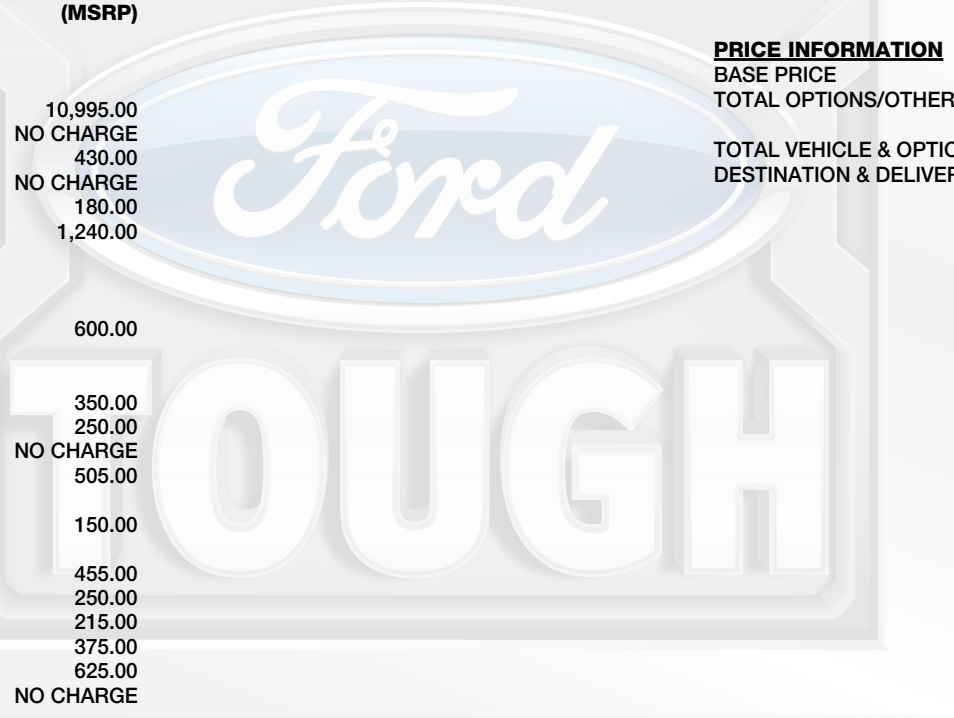 (MSRP)
10,995.00
NO CHARGE
430.00
NO CHARGE
180.00
1,240.00
600.00
350.00
250.00
NO CHARGE
505.00
150.00
455.00
250.00
215.00
375.00
625.00
NO CHARGE
PRICE INFORMATION
BASE PRICE
TOTAL OPTIONS/OTHER
TOTAL VEHICLE & OPTIO
DESTINATION & DELIVER
Ford
TOUGH